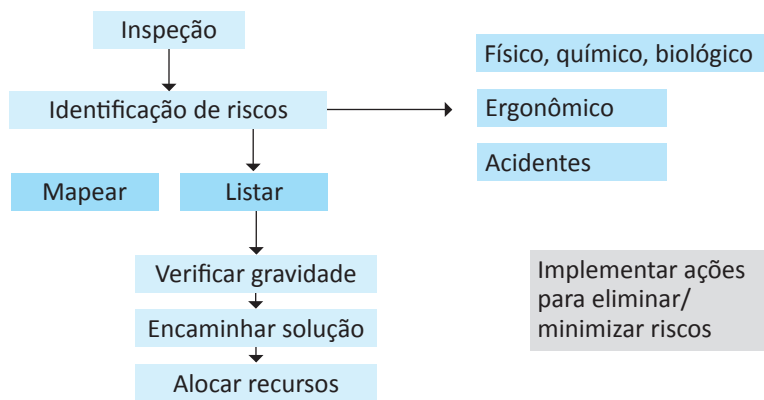 Inspeção
Físico, químico, biológico
Identificação de riscos
Ergonômico
Acidentes
Mapear
Listar
Verificar gravidade
Implementar ações
para eliminar/
minimizar riscos
Encaminhar solução
Alocar recursos